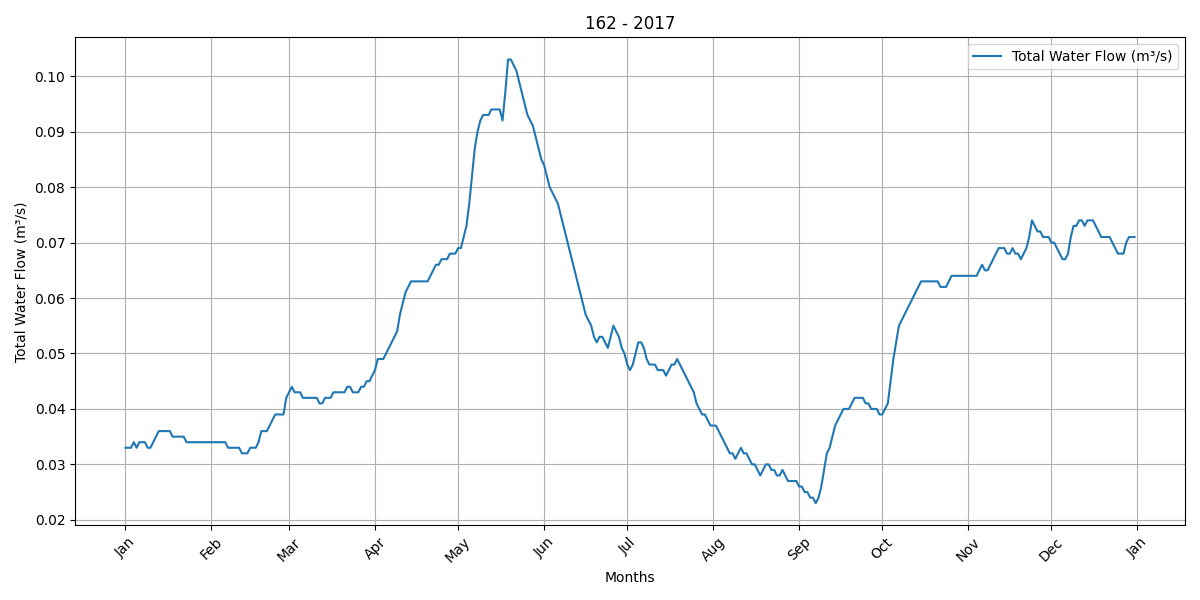 162 - 2017
Total Water Flow (m³/s)
Total Water Flow (m³/s)
0.10
0.09
0.08
0.07
0.06
0.05
0.04
0.03
0.02
Jan
Feb
Mar
Apr
May
Jun
Jul
Aug
Sep
Oct
Nov
Dec
Jan
Months